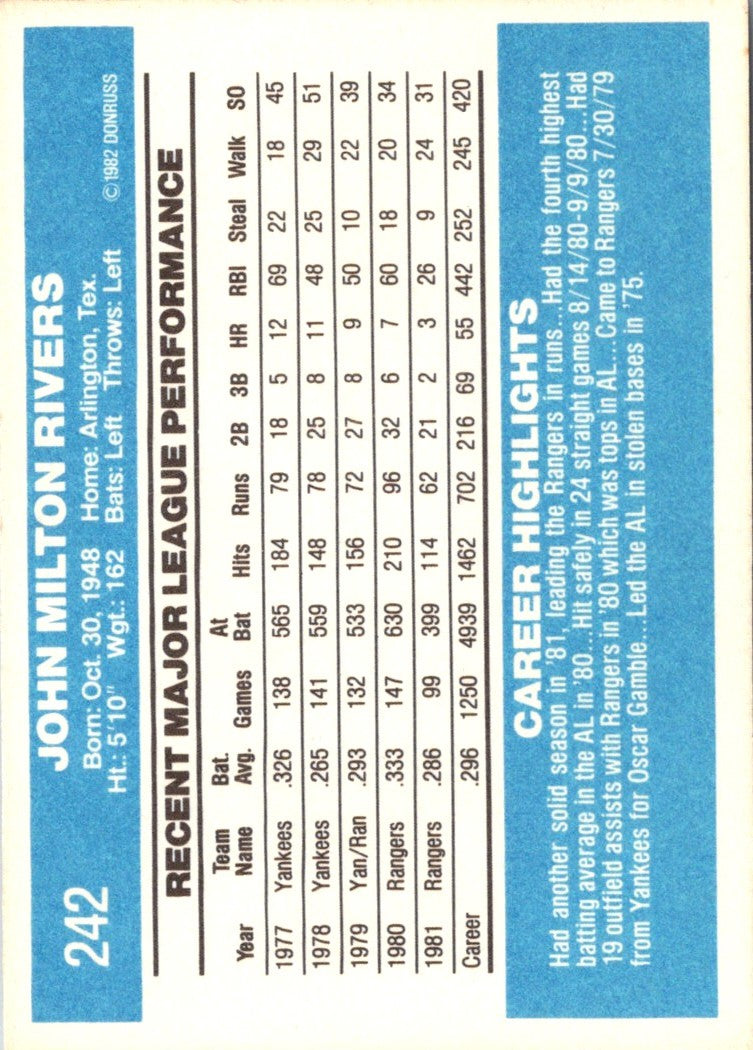 242
JOHN MILTON RIVERS
Born: Oct. 30, 1948 Home: Arlington, Tex.
Ht.: 5'10" Wgt.: 162 Bats: Left Throws: Left
©1982 DONRUSS
RECENT MAJOR LEAGUE PERFORMANCE
Year Team Name Bat. Avg. Games At Bat Hits Runs 2B 3B HR RBI Steal Walk SO
1977 Yankees .326 138 565 184 79 18 5 12 69 22 18 45
1978 Yankees .265 141 559 148 78 25 8 11 48 25 29 51
1979 Yan/Ran .293 132 533 156 72 27 8 9 50 10 22 39
1980 Rangers .333 147 630 210 96 32 6 7 60 18 20 34
1981 Rangers .286 99 399 114 62 21 2 3 26 9 24 31
Career .296 1250 4939 1462 702 216 69 55 442 252 245 420
CAREER HIGHLIGHTS
Had another solid season in '81, leading the Rangers in runs...Had the fourth highest
batting average in the AL in '80...Hit safely in 24 straight games 8/14/80-9/9/80...Had
19 outfield assists with Rangers in '80 which was tops in AL...Came to Rangers 7/30/79
from Yankees for Oscar Gamble...Led the AL in stolen bases in '75.